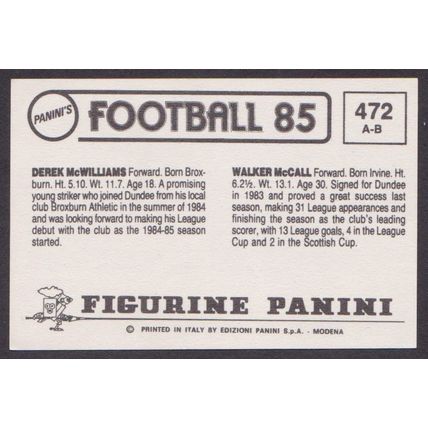 PANINI'S
FOOTBALL 85
472
A-B
DEREK McWILLIAMS Forward. Born Brox-
burn. Ht. 5.10. Wt. 11.7. Age 18. A promising
young striker who joined Dundee from his local
club Broxburn Athletic in the summer of 1984
and was looking forward to making his League
debut with the club as the 1984-85 season
started.
WALKER McCALL Forward. Born Irvine. Ht.
6.2½. Wt. 13.1. Age 30. Signed for Dundee
in 1983 and proved a great success last
season, making 31 League appearances and
finishing the season as the club's leading
scorer, with 13 League goals, 4 in the League
Cup and 2 in the Scottish Cup.
FIGURINE PANINI
© PRINTED IN ITALY BY EDIZIONI PANINI S.p.A. - MODENA